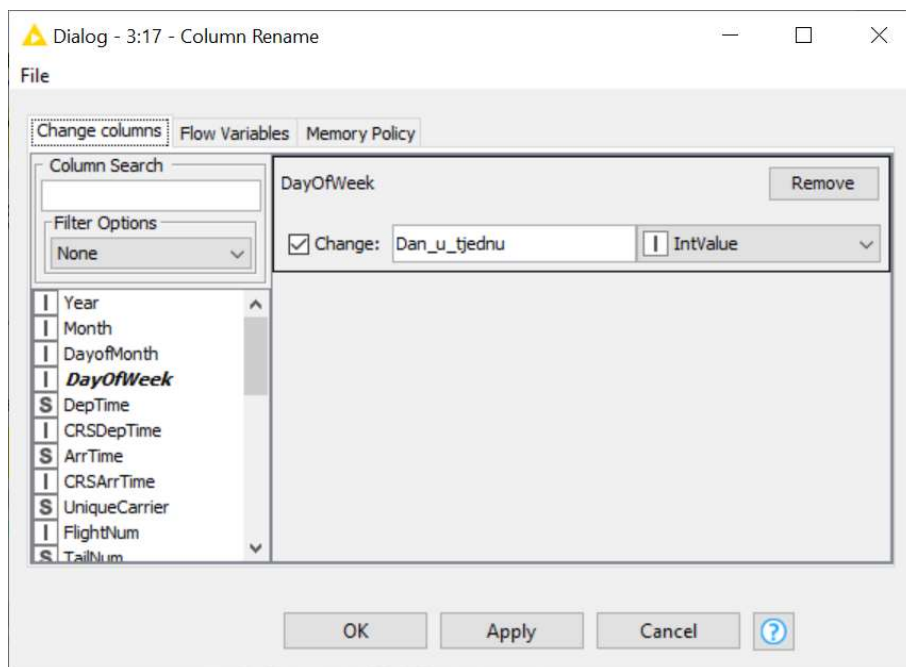 Dialog - 3:17 - Column Rename
File
Change columns Flow Variables Memory Policy
Column Search
Filter Options
None
I Year
I Month
I DayofMonth
I DayOfWeek
S DepTime
I CRSDepTime
S ArrTime
I CRSArrTime
S UniqueCarrier
I FlightNum
S TailNum
DayOfWeek Remove
Change: Dan_u_tjednu I IntValue
OK Apply Cancel ?